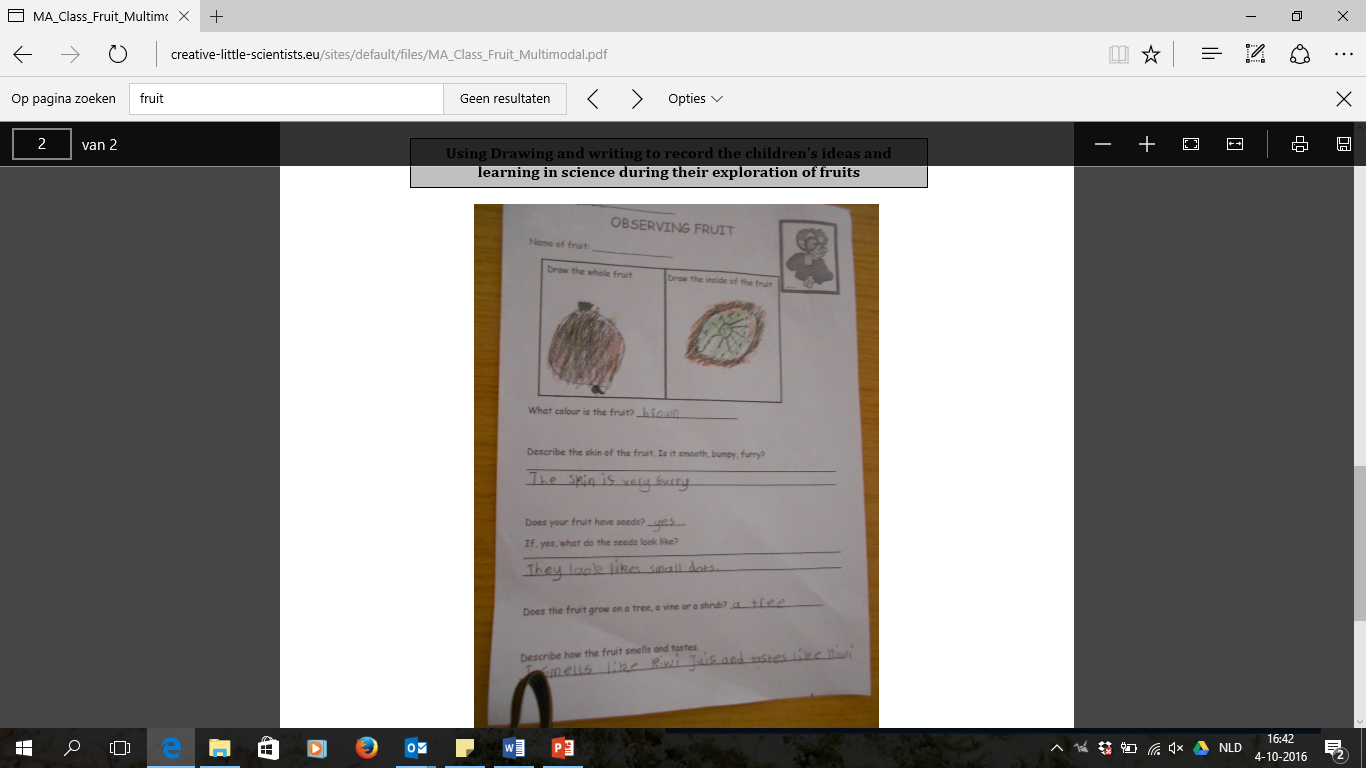 MA_Class_Fruit_Multimo
creative-little-scientists.eu/sites/default/files/MA_Class_Fruit_Multimodal.pdf
Op pagina zoeken fruit Geen resultaten Opties
2 van 2
Using Drawing and writing to record the children's ideas and
learning in science during their exploration of fruits
OBSERVING FRUIT
Name of fruit:
Draw the whole fruit
Draw the inside of the fruit
What colour is the fruit? brown
Describe the skin of the fruit. Is it smooth, bumpy, furry?
The skin is very furry
Does your fruit have seeds? yes
If, yes, what do the seeds look like?
They look likes small dots.
Does the fruit grow on a tree, a vine or a shrub? a tree
Describe how the fruit smells and tastes.
smells like kiwi juis and tastes like kiwi
NLD
16:42
4-10-2016
2